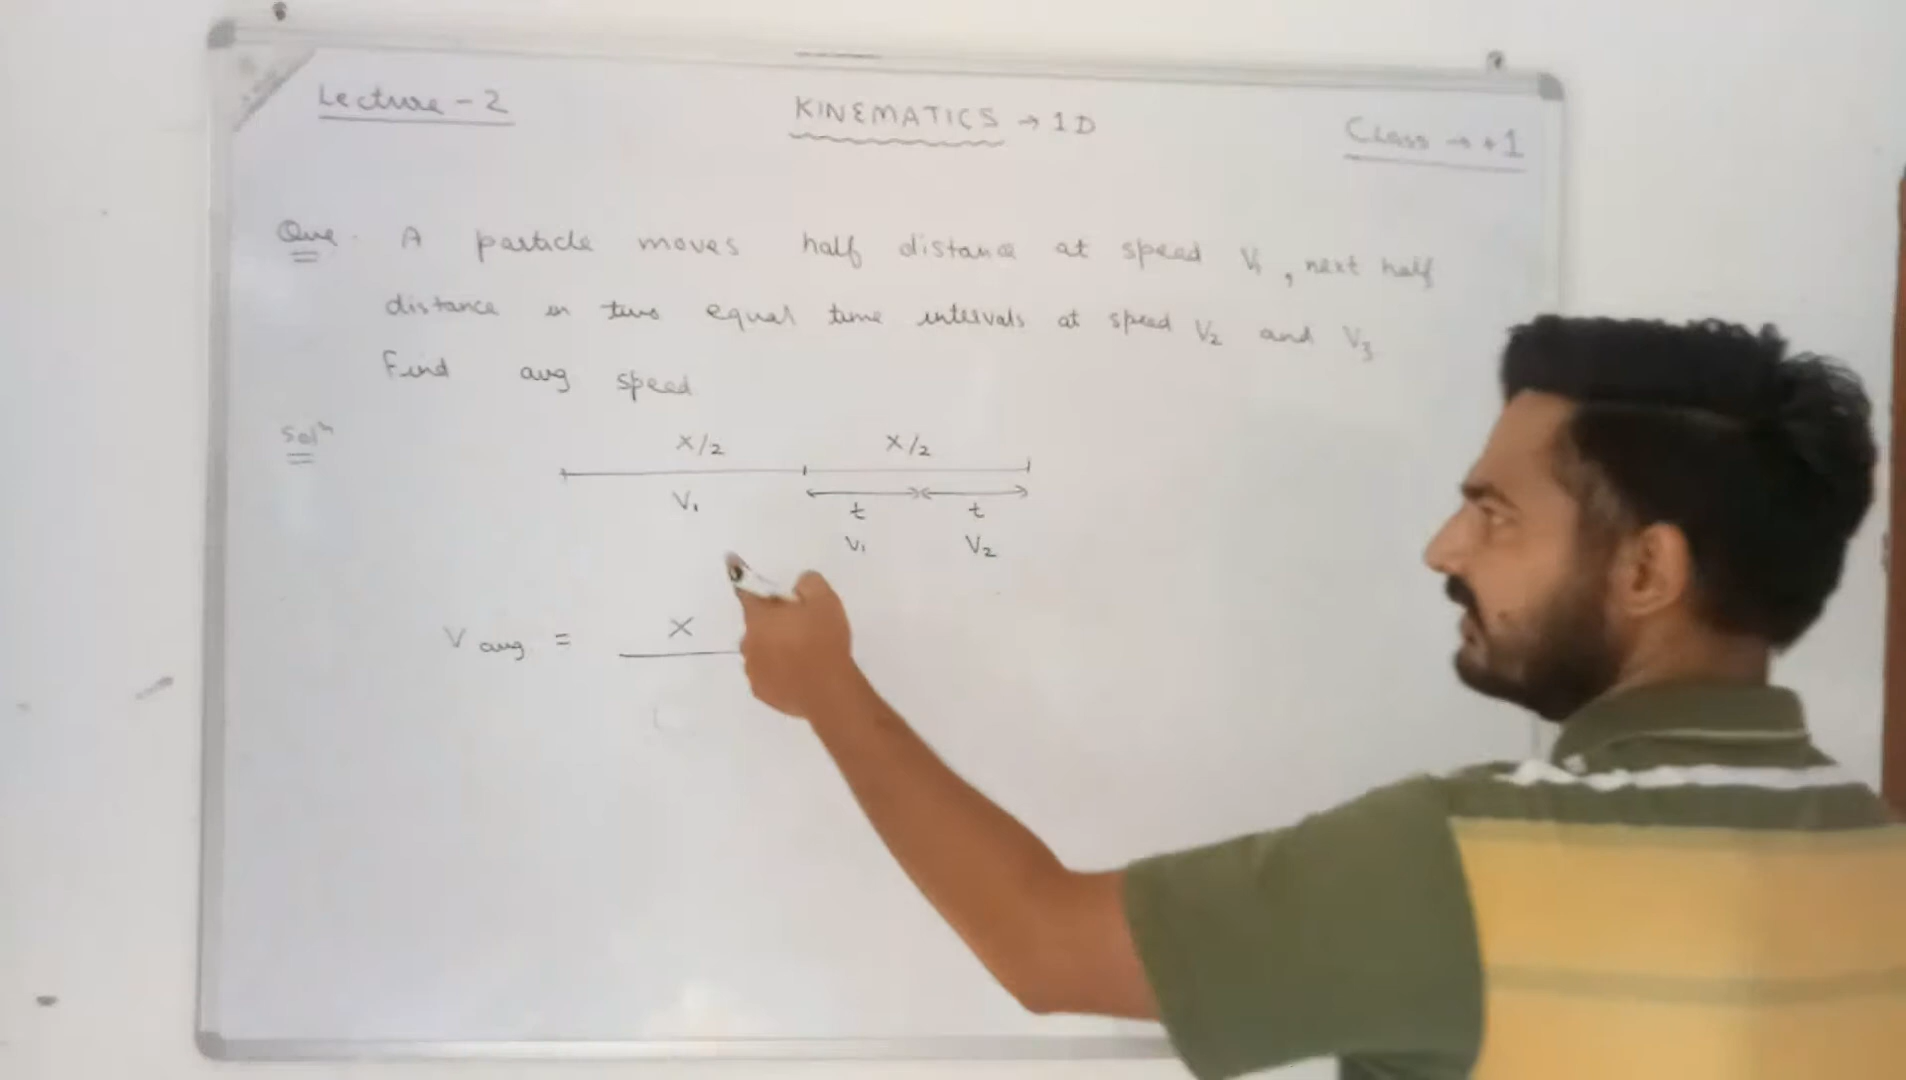 Lecture - 2
KINEMATICS → 1D
Class → +1
Que. A particle moves half distance at speed V₁, next half
distance in two equal time intervals at speed V₂ and V₃
Find avg speed
Solⁿ
X/2 X/2
V₁ t t
V₁ V₂
V avg = X